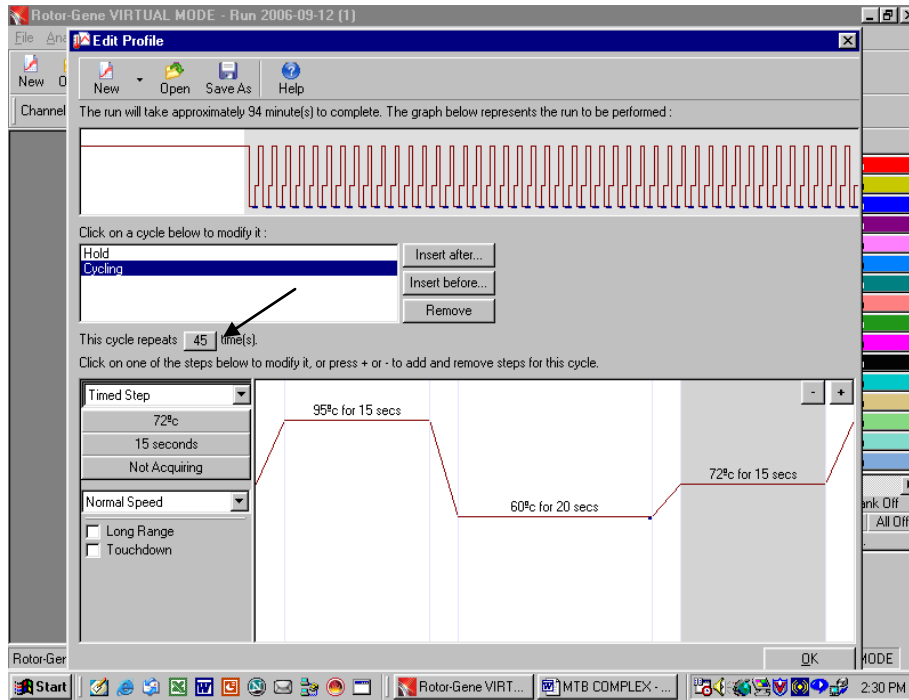 Rotor-Gene VIRTUAL MODE - Run 2006-09-12 (1)
File Ana
Edit Profile
New
New Open Save As Help
Channel
The run will take approximately 94 minute(s) to complete. The graph below represents the run to be performed :
Click on a cycle below to modify it :
Hold
Cycling
Insert after...
Insert before...
Remove
This cycle repeats 45 time(s).
Click on one of the steps below to modify it, or press + or - to add and remove steps for this cycle.
Timed Step
- +
72ºc
15 seconds
Not Acquiring
Normal Speed
Long Range
Touchdown
95ºc for 15 secs
60ºc for 20 secs
72ºc for 15 secs
ank Off
All Off
OK
Rotor-Ger
MODE
Start
Rotor-Gene VIRT...
MTB COMPLEX - ...
2:30 PM